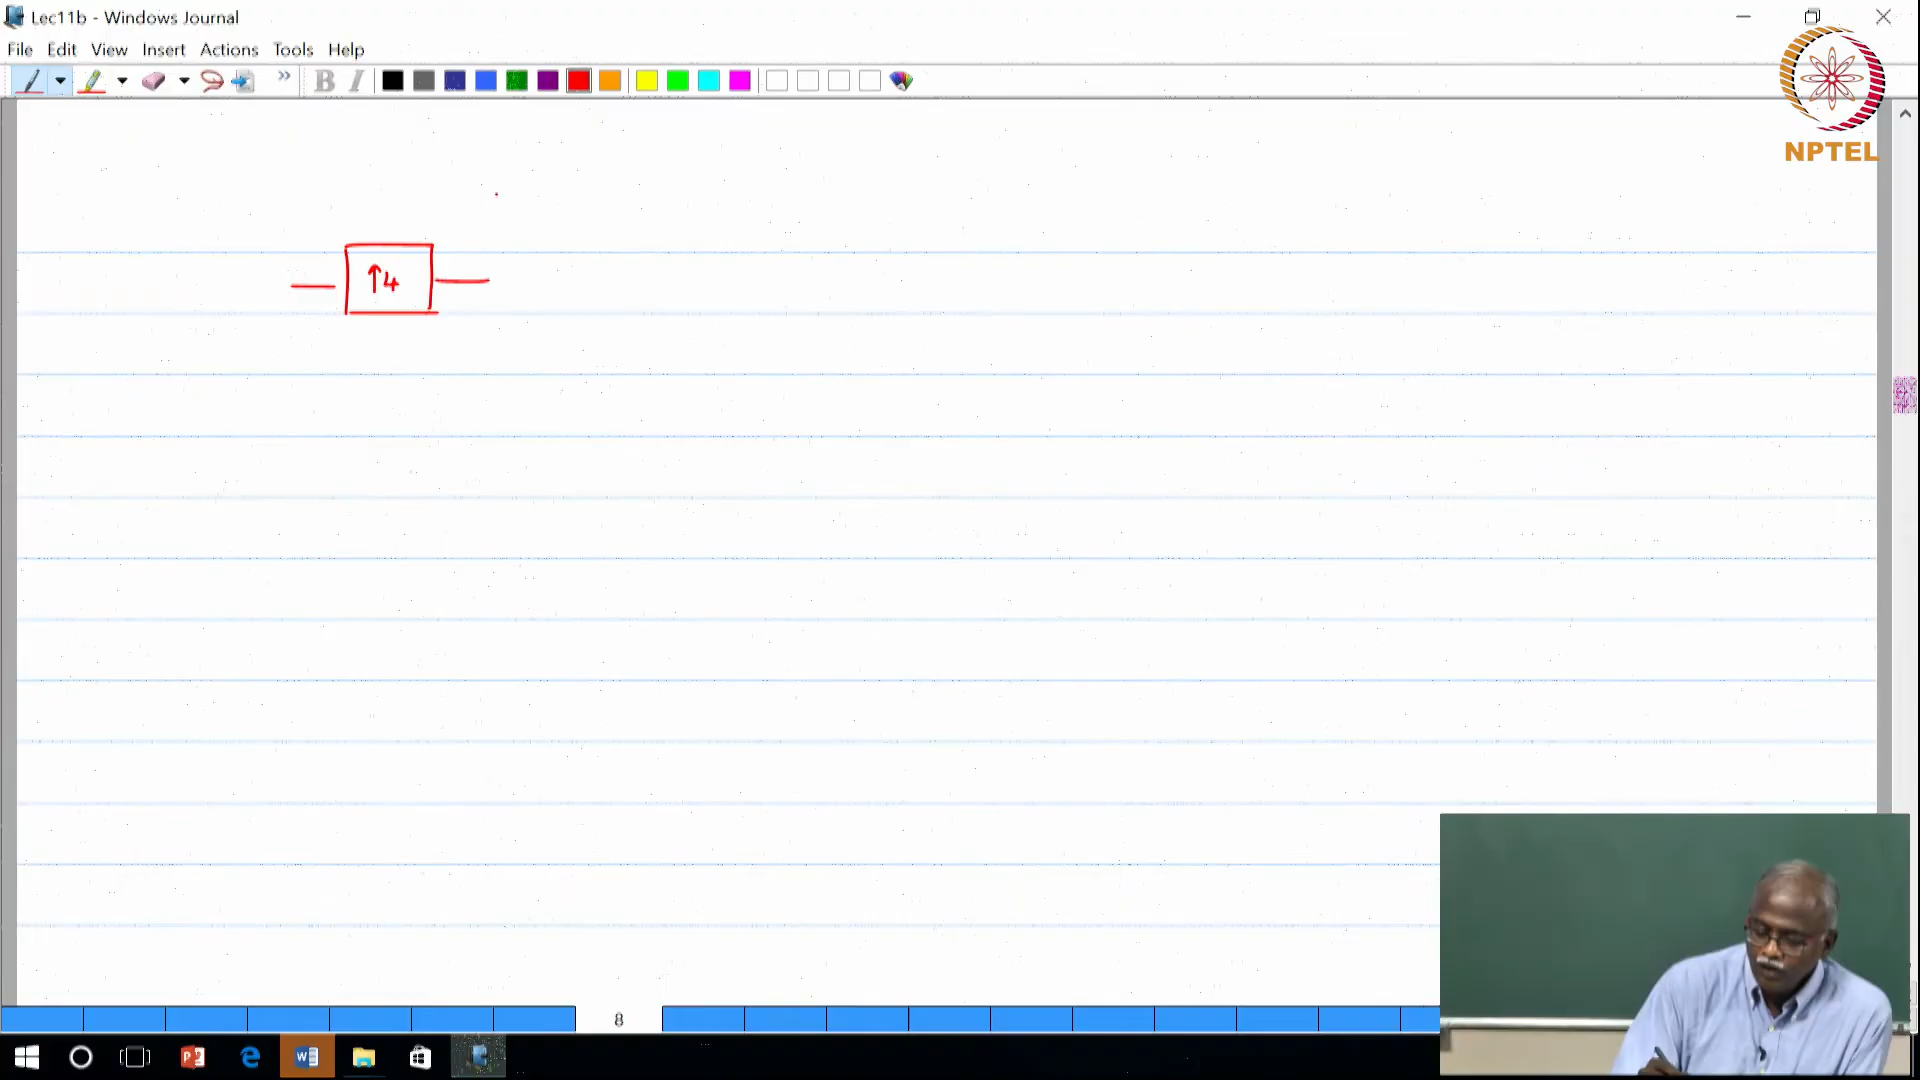 Lec11b - Windows Journal
File Edit View Insert Actions Tools Help
B I
NPTEL
↑4
8